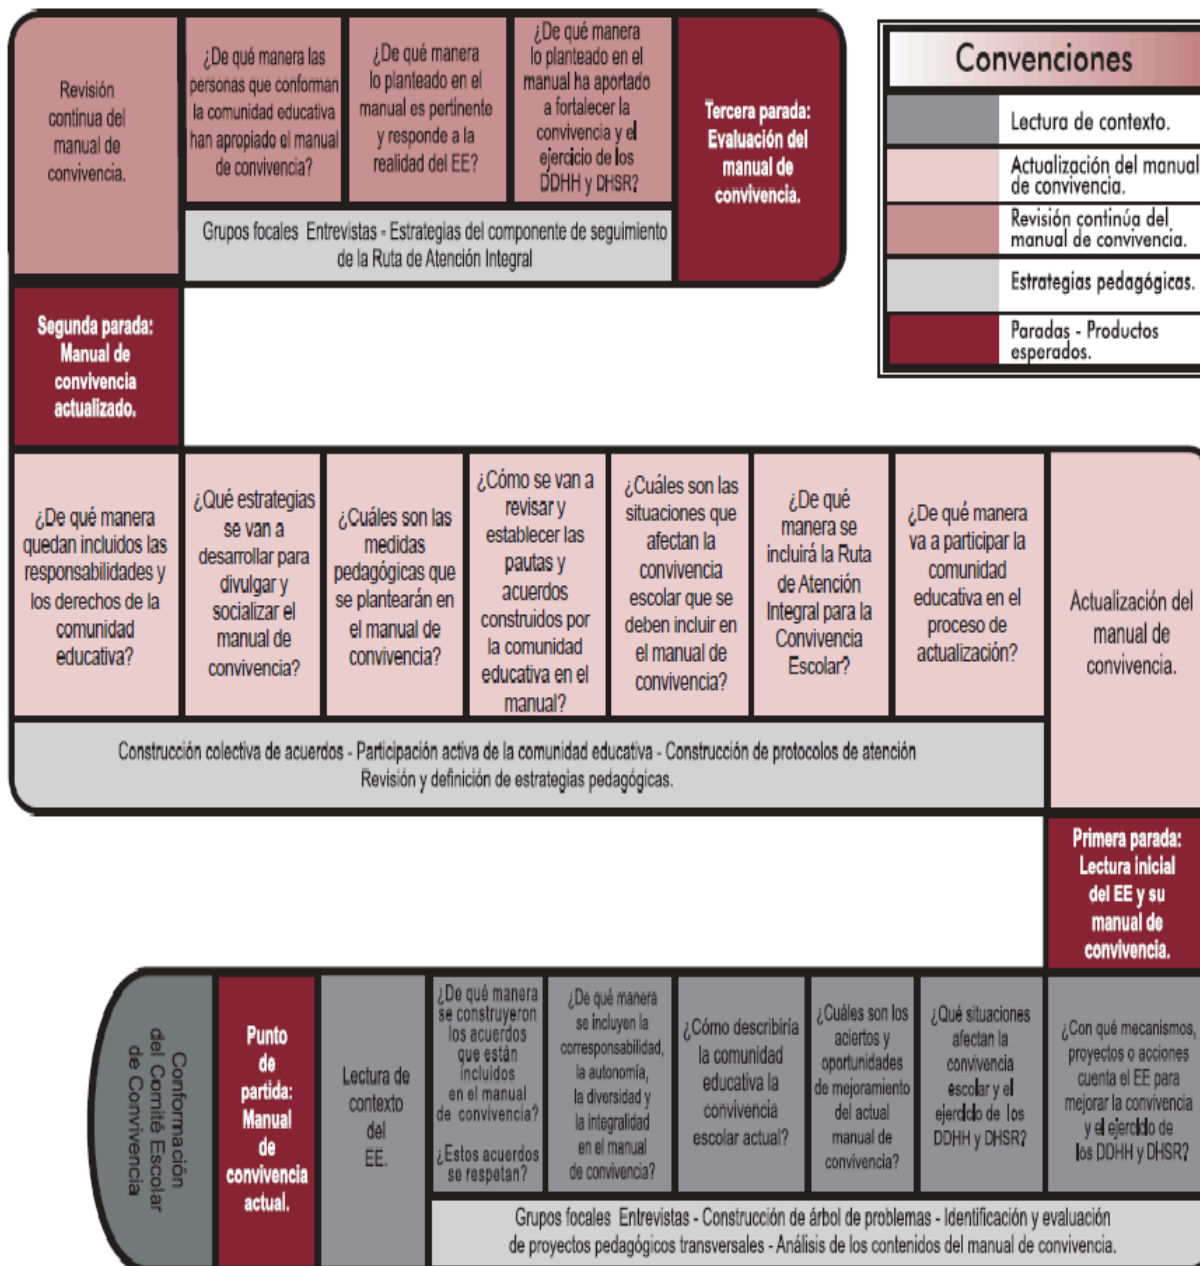 Revisión
continua del
manual de
convivencia.
¿De qué manera las
personas que conforman
la comunidad educativa
han apropiado el manual
de convivencia?
¿De qué manera
lo planteado en el
manual es pertinente
y responde a la
realidad del EE?
¿De qué manera
lo planteado en el
manual ha aportado
a fortalecer la
convivencia y el
ejercicio de los
DDHH y DHSR?
Tercera parada:
Evaluación del
manual de
convivencia.
Grupos focales Entrevistas - Estrategias del componente de seguimiento
de la Ruta de Atención Integral
Convenciones
Lectura de contexto.
Actualización del manual
de convivencia.
Revisión continúa del
manual de convivencia.
Estrategias pedagógicas.
Paradas - Productos
esperados.
Segunda parada:
Manual de
convivencia
actualizado.
¿De qué manera
quedan incluidos las
responsabilidades y
los derechos de la
comunidad
educativa?
¿Qué estrategias
se van a
desarrollar para
divulgar y
socializar el
manual de
convivencia?
¿Cuáles son las
medidas
pedagógicas que
se plantearán en
el manual de
convivencia?
¿Cómo se van a
revisar y
establecer las
pautas y
acuerdos
construidos por
la comunidad
educativa en el
manual?
¿Cuáles son las
situaciones que
afectan la
convivencia
escolar que se
deben incluir en
el manual de
convivencia?
¿De qué
manera se
incluirá la Ruta
de Atención
Integral para la
Convivencia
Escolar?
¿De qué manera
va a participar la
comunidad
educativa en el
proceso de
actualización?
Actualización del
manual de
convivencia.
Construcción colectiva de acuerdos - Participación activa de la comunidad educativa - Construcción de protocolos de atención
Revisión y definición de estrategias pedagógicas.
Primera parada:
Lectura inicial
del EE y su
manual de
convivencia.
Conformación
del Comité Escolar
de Convivencia
Punto
de
partida:
Manual
de
convivencia
actual.
Lectura de
contexto
del
EE.
¿De qué manera
se construyeron
los acuerdos
que están
incluidos
en el manual
de convivencia?
¿Estos acuerdos
se respetan?
¿De qué manera
se incluyen la
corresponsabilidad,
la autonomía,
la diversidad y
la integralidad
en el manual
de convivencia?
¿Cómo describiría
la comunidad
educativa la
convivencia
escolar actual?
¿Cuáles son los
aciertos y
oportunidades
de mejoramiento
del actual
manual de
convivencia?
¿Qué situaciones
afectan la
convivencia
escolar y el
ejercicio de los
DDHH y DHSR?
¿Con qué mecanismos,
proyectos o acciones
cuenta el EE para
mejorar la convivencia
y el ejercicio de
los DDHH y DHSR?
Grupos focales Entrevistas - Construcción de árbol de problemas - Identificación y evaluación
de proyectos pedagógicos transversales - Análisis de los contenidos del manual de convivencia.